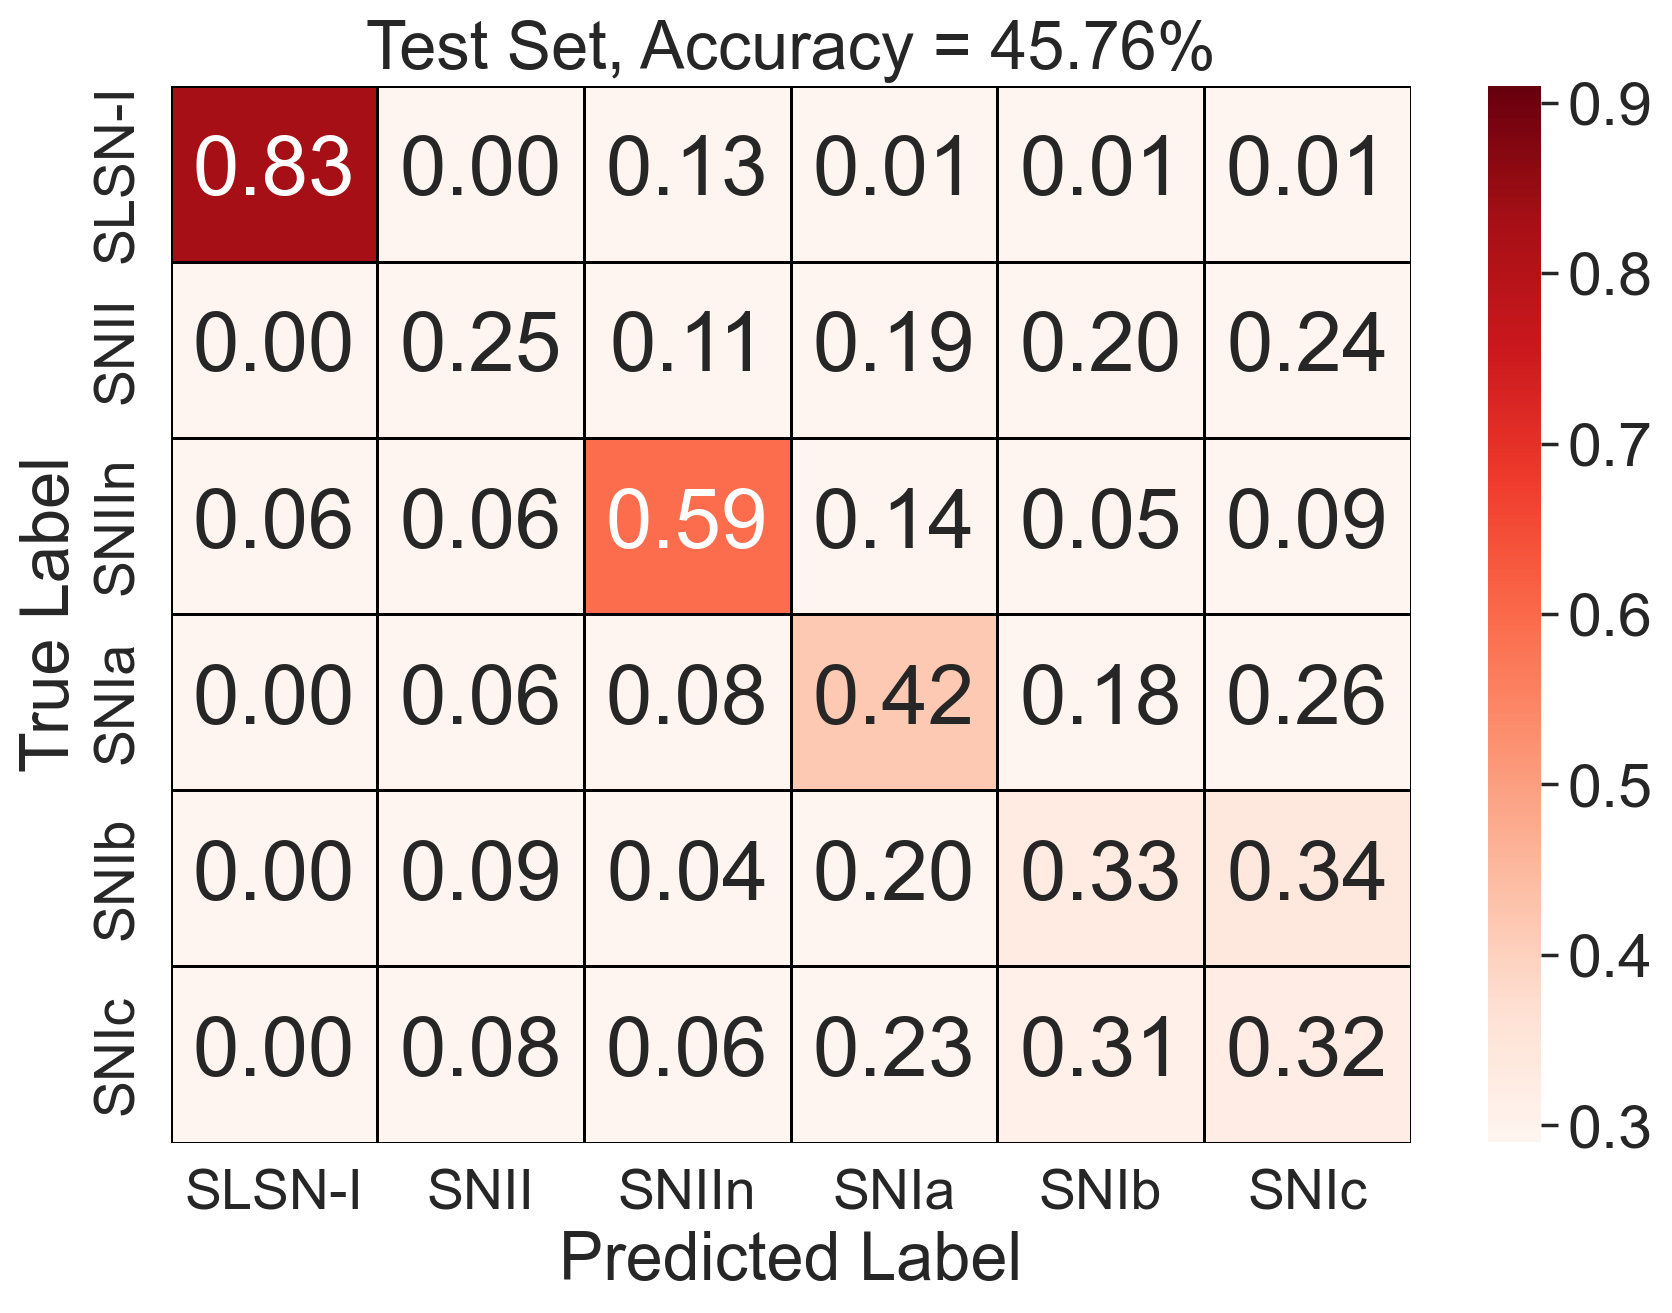 Test Set, Accuracy = 45.76%
True Label
SLSN-I 0.83 0.00 0.13 0.01 0.01 0.01
SNII 0.00 0.25 0.11 0.19 0.20 0.24
SNIIn 0.06 0.06 0.59 0.14 0.05 0.09
SNIa 0.00 0.06 0.08 0.42 0.18 0.26
SNIb 0.00 0.09 0.04 0.20 0.33 0.34
SNIc 0.00 0.08 0.06 0.23 0.31 0.32
SLSN-I SNII SNIIn SNIa SNIb SNIc
Predicted Label
0.9
0.8
0.7
0.6
0.5
0.4
0.3